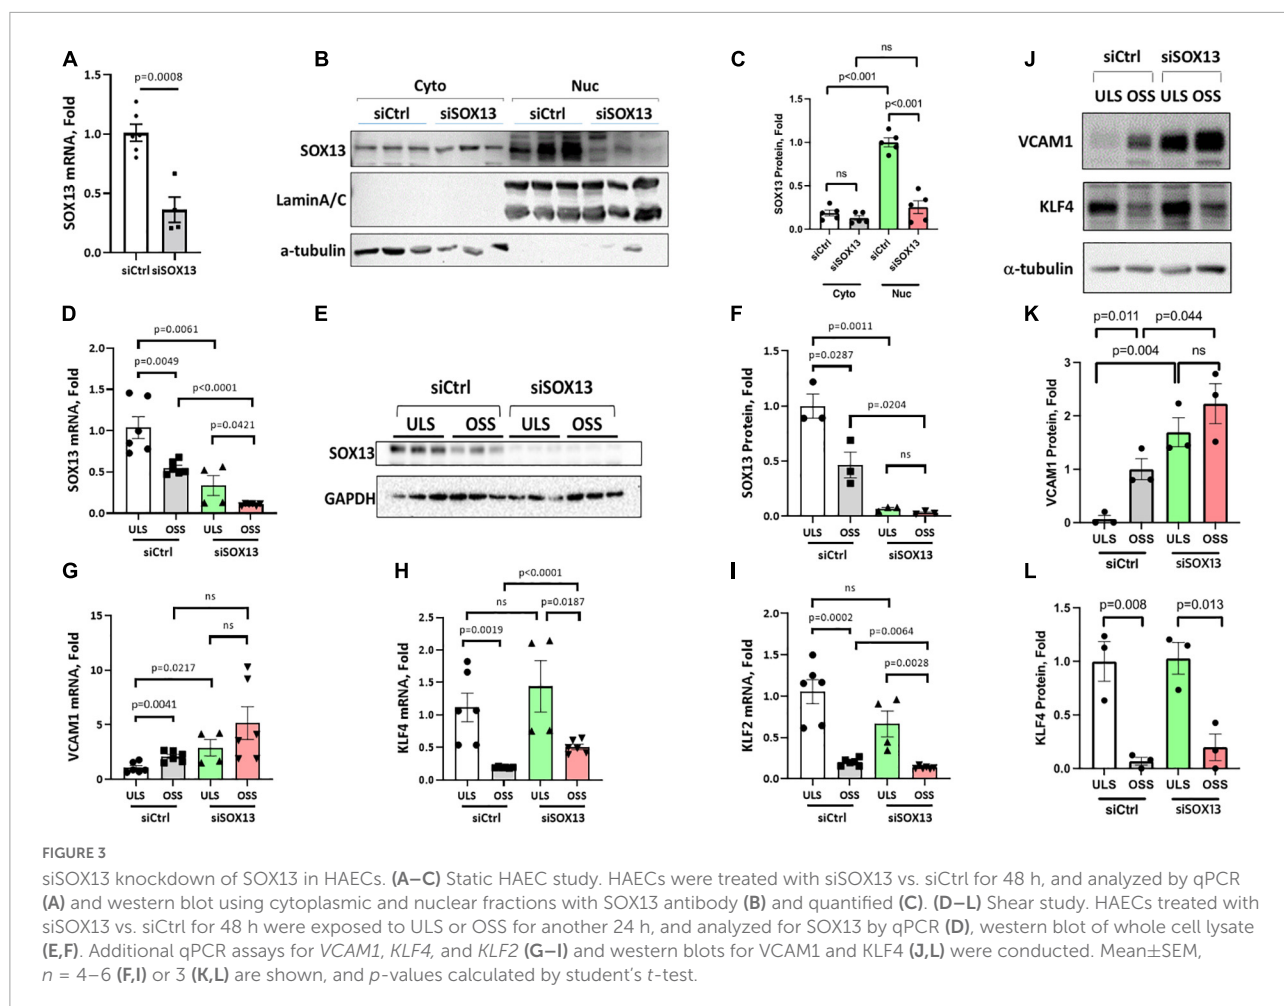 A
SOX13 mRNA, Fold
1.5
1.0
0.5
0.0
p=0.0008
siCtrl siSOX13
B
Cyto Nuc
siCtrl siSOX13 siCtrl siSOX13
SOX13
LaminA/C
a-tubulin
C
SOX13 Protein, Fold
1.5
1.0
0.5
0.0
ns
p<0.001
p<0.001
ns
siCtrl siSOX13 siCtrl siSOX13
Cyto Nuc
J
siCtrl siSOX13
ULS OSS ULS OSS
VCAM1
KLF4
α-tubulin
D
SOX13 mRNA, Fold
2.0
1.5
1.0
0.5
0.0
p=0.0061
p=0.0049
p<0.0001
p=0.0421
ULS OSS ULS OSS
siCtrl siSOX13
E
siCtrl siSOX13
ULS OSS ULS OSS
SOX13
GAPDH
F
SOX13 Protein, Fold
1.5
1.0
0.5
0.0
p=0.0011
p=0.0287
p=.0204
ns
ULS OSS ULS OSS
siCtrl siSOX13
K
VCAM1 Protein, Fold
3
2
1
0
p=0.011 p=0.044
p=0.004 ns
ULS OSS ULS OSS
siCtrl siSOX13
G
VCAM1 mRNA, Fold
15
10
5
0
ns
ns
p=0.0217
p=0.0041
ULS OSS ULS OSS
siCtrl siSOX13
H
KLF4 mRNA, Fold
2.5
2.0
1.5
1.0
0.5
0.0
p<0.0001
ns p=0.0187
p=0.0019
ULS OSS ULS OSS
siCtrl siSOX13
I
KLF2 mRNA, Fold
2.0
1.5
1.0
0.5
0.0
ns
p=0.0002
p=0.0064
p=0.0028
ULS OSS ULS OSS
siCtrl siSOX13
L
KLF4 Protein, Fold
1.5
1.0
0.5
0.0
p=0.008 p=0.013
ULS OSS ULS OSS
siCtrl siSOX13
FIGURE 3
siSOX13 knockdown of SOX13 in HAECs. (A–C) Static HAEC study. HAECs were treated with siSOX13 vs. siCtrl for 48 h, and analyzed by qPCR
(A) and western blot using cytoplasmic and nuclear fractions with SOX13 antibody (B) and quantified (C). (D–L) Shear study. HAECs treated with
siSOX13 vs. siCtrl for 48 h were exposed to ULS or OSS for another 24 h, and analyzed for SOX13 by qPCR (D), western blot of whole cell lysate
(E,F). Additional qPCR assays for VCAM1, KLF4, and KLF2 (G–I) and western blots for VCAM1 and KLF4 (J,L) were conducted. Mean±SEM,
n = 4–6 (F,I) or 3 (K,L) are shown, and p-values calculated by student's t-test.